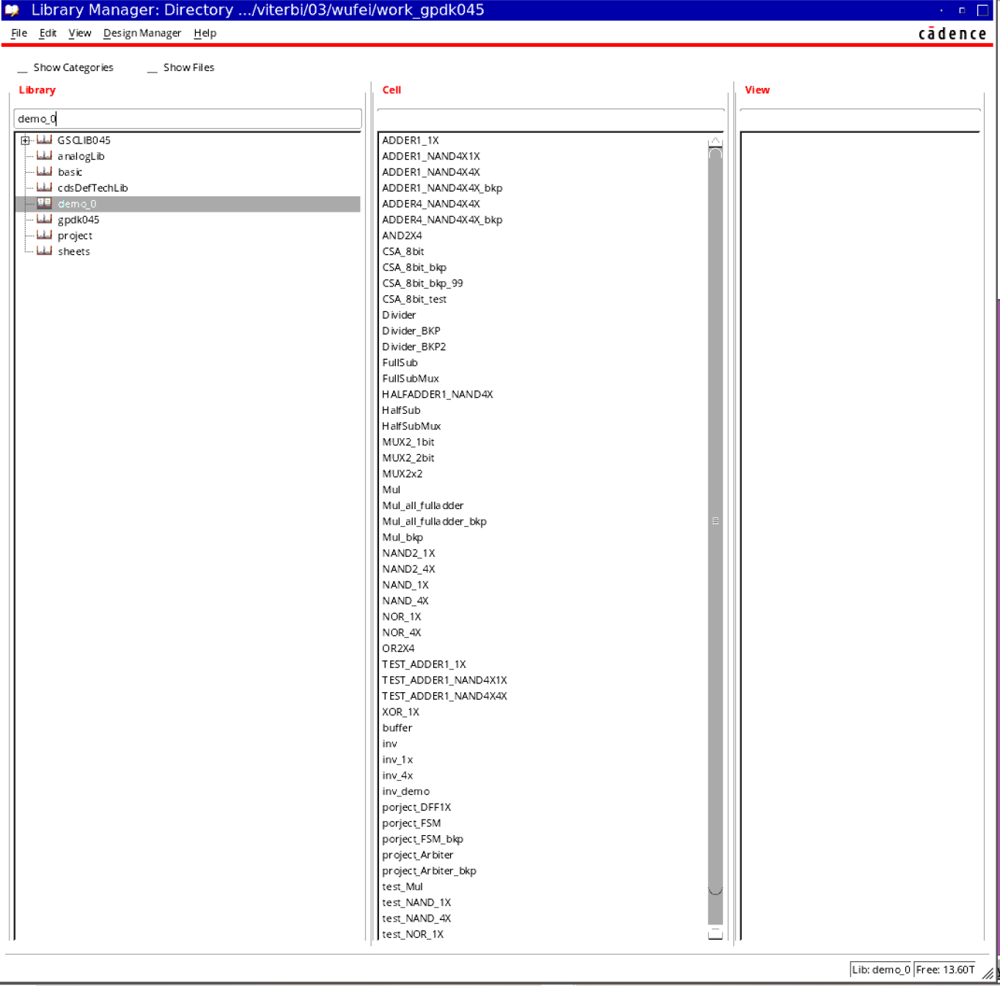 Library Manager: Directory .../viterbi/03/wufei/work_gpdk045
File Edit View Design Manager Help
cādence
Show Categories Show Files
Library
demo_0
GSCLIB045
analogLib
basic
cdsDefTechLib
demo_0
gpdk045
project
sheets
Cell
ADDER1_1X
ADDER1_NAND4X1X
ADDER1_NAND4X4X
ADDER1_NAND4X4X_bkp
ADDER4_NAND4X4X
ADDER4_NAND4X4X_bkp
AND2X4
CSA_8bit
CSA_8bit_bkp
CSA_8bit_bkp_99
CSA_8bit_test
Divider
Divider_BKP
Divider_BKP2
FullSub
FullSubMux
HALFADDER1_NAND4X
HalfSub
HalfSubMux
MUX2_1bit
MUX2_2bit
MUX2x2
Mul
Mul_all_fulladder
Mul_all_fulladder_bkp
Mul_bkp
NAND2_1X
NAND2_4X
NAND_1X
NAND_4X
NOR_1X
NOR_4X
OR2X4
TEST_ADDER1_1X
TEST_ADDER1_NAND4X1X
TEST_ADDER1_NAND4X4X
XOR_1X
buffer
inv
inv_1x
inv_4x
inv_demo
porject_DFF1X
porject_FSM
porject_FSM_bkp
project_Arbiter
project_Arbiter_bkp
test_Mul
test_NAND_1X
test_NAND_4X
test_NOR_1X
View
Lib: demo_0 Free: 13.60T